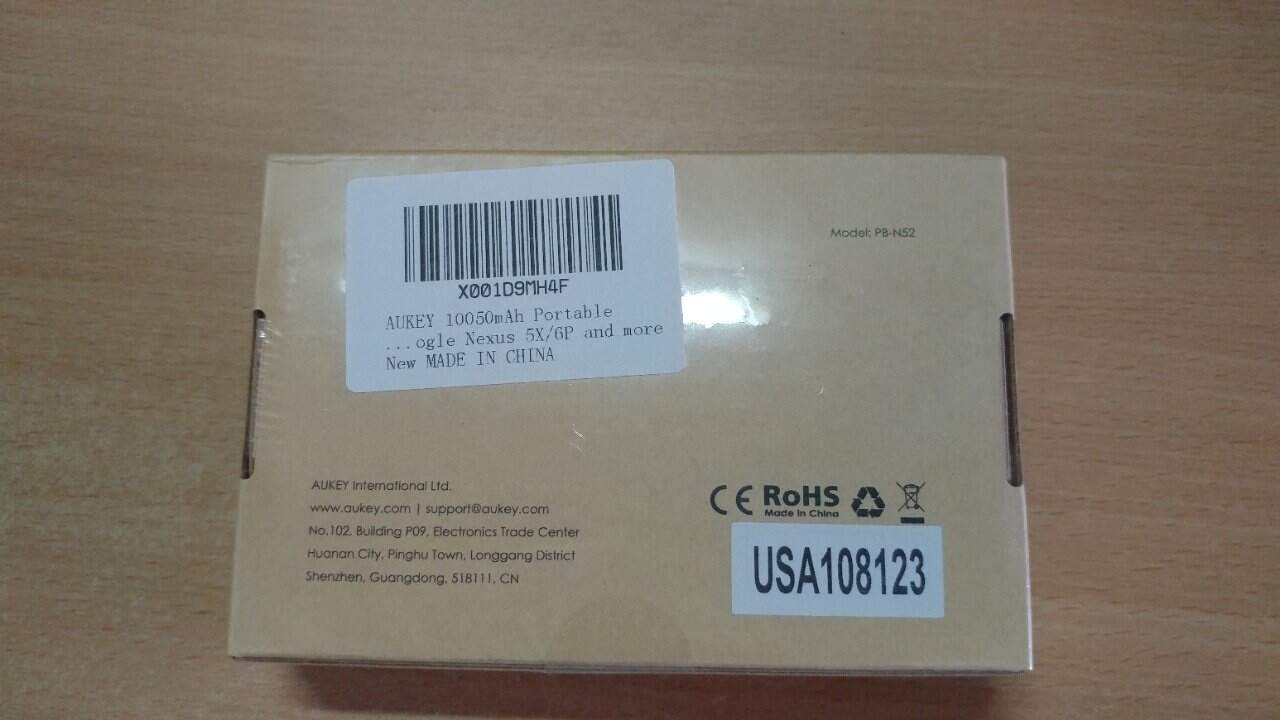 X001D9MH4F
AUKEY 10050mAh Portable
...ogle Nexus 5X/6P and more
New MADE IN CHINA
Model: PB-N52
AUKEY International Ltd.
www.aukey.com | support@aukey.com
No.102, Building P09, Electronics Trade Center
Huanan City, Pinghu Town, Longgang District
Shenzhen, Guangdong, 518111, CN
CE RoHS
Made in China
USA108123